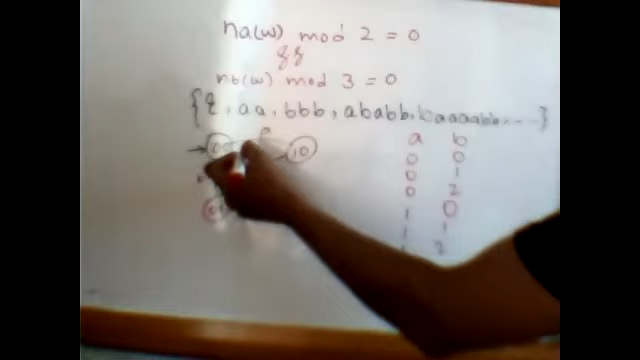 na(w) mod 2 = 0
&&
nb(w) mod 3 = 0
{ε, aa, bbb, ababb, baaaabb, ....}
a
10
a b
0 0
0 1
0 2
1 0
1 1
1 2